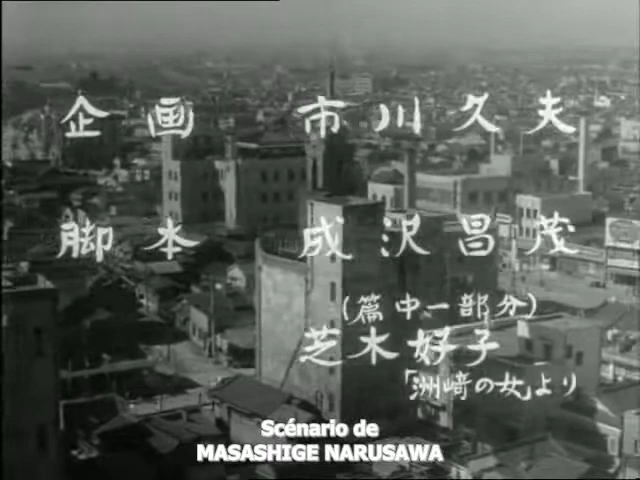 企画 市川久夫
脚本 成沢昌茂
(篇中一部分)
芝木好子
「洲崎の女」より
Scénario de
MASASHIGE NARUSAWA